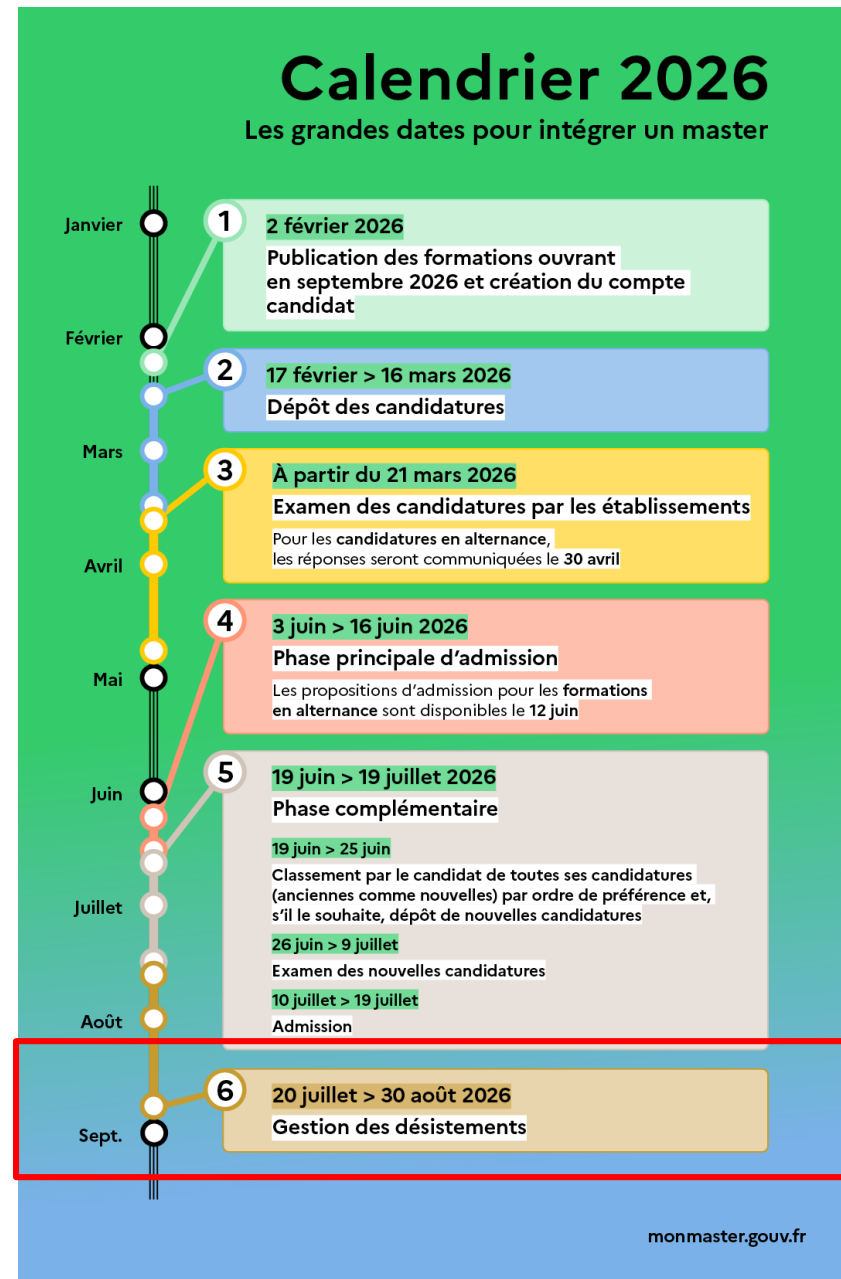 Calendrier 2026
Les grandes dates pour intégrer un master
Janvier
Février
Mars
Avril
Mai
Juin
Juillet
Août
Sept.
1
2 février 2026
Publication des formations ouvrant
en septembre 2026 et création du compte
candidat
2
17 février > 16 mars 2026
Dépôt des candidatures
3
À partir du 21 mars 2026
Examen des candidatures par les établissements
Pour les candidatures en alternance,
les réponses seront communiquées le 30 avril
4
3 juin > 16 juin 2026
Phase principale d’admission
Les propositions d’admission pour les formations
en alternance sont disponibles le 12 juin
5
19 juin > 19 juillet 2026
Phase complémentaire
19 juin > 25 juin
Classement par le candidat de toutes ses candidatures
(anciennes comme nouvelles) par ordre de préférence et,
s’il le souhaite, dépôt de nouvelles candidatures
26 juin > 9 juillet
Examen des nouvelles candidatures
10 juillet > 19 juillet
Admission
6
20 juillet > 30 août 2026
Gestion des désistements
monmaster.gouv.fr